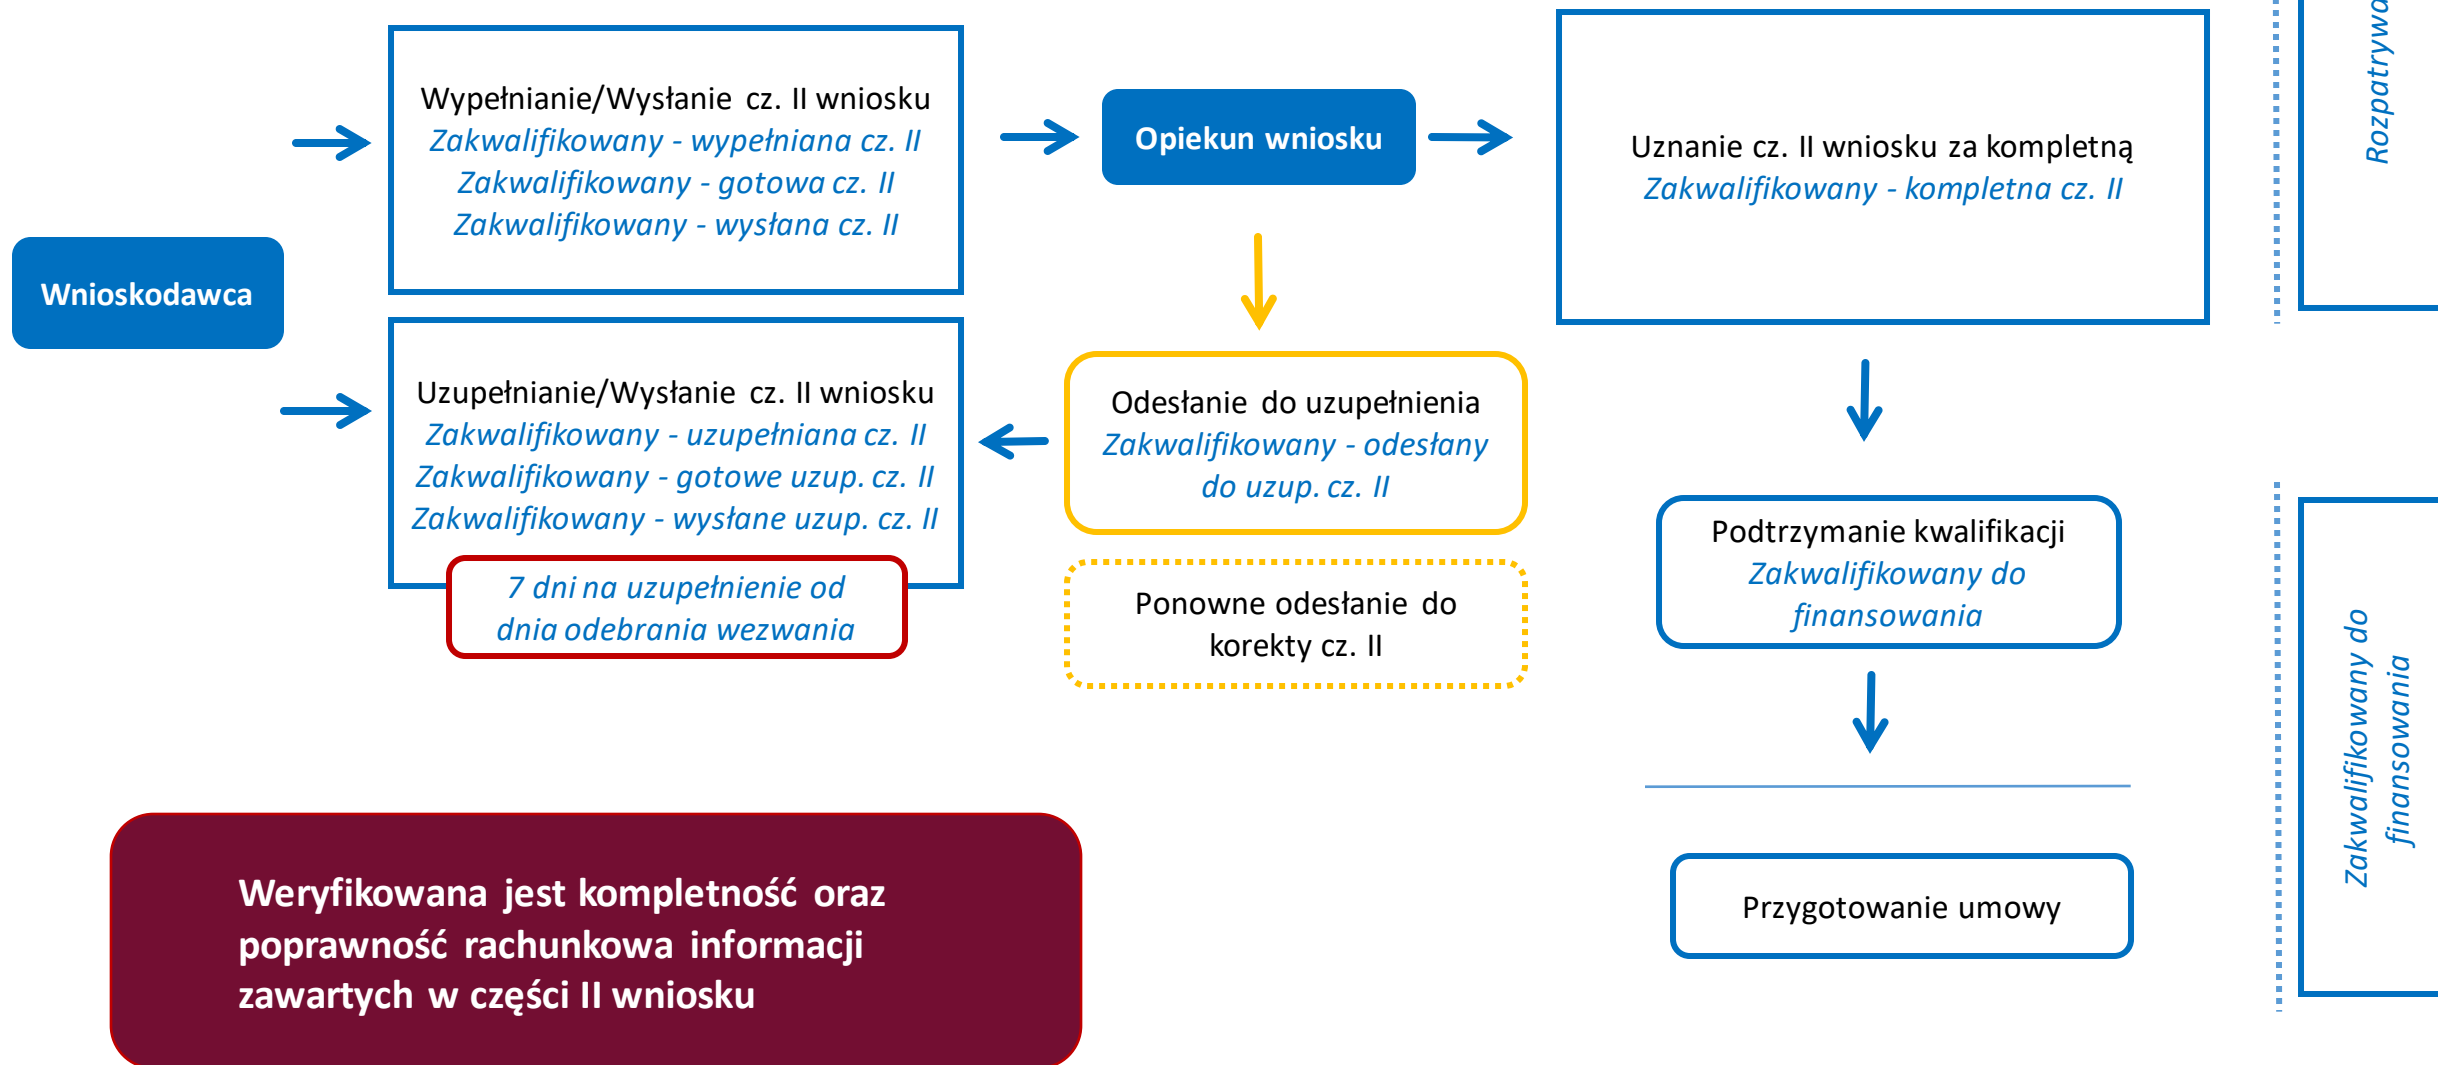 Wnioskodawca
Wypełnianie/Wysłanie cz. II wniosku
Zakwalifikowany - wypełniana cz. II
Zakwalifikowany - gotowa cz. II
Zakwalifikowany - wysłana cz. II
Uzupełnianie/Wysłanie cz. II wniosku
Zakwalifikowany - uzupełniana cz. II
Zakwalifikowany - gotowe uzup. cz. II
Zakwalifikowany - wysłane uzup. cz. II
7 dni na uzupełnienie od
dnia odebrania wezwania
Opiekun wniosku
Odesłanie do uzupełnienia
Zakwalifikowany - odesłany
do uzup. cz. II
Ponowne odesłanie do
korekty cz. II
Uznanie cz. II wniosku za kompletną
Zakwalifikowany - kompletna cz. II
Podtrzymanie kwalifikacji
Zakwalifikowany do
finansowania
Przygotowanie umowy
Zakwalifikowany do
finansowania
Weryfikowana jest kompletność oraz
poprawność rachunkowa informacji
zawartych w części II wniosku